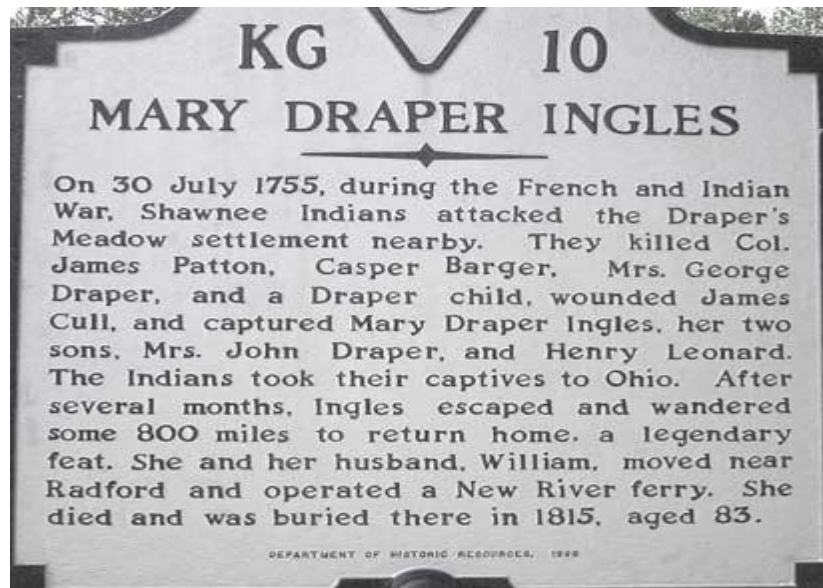 KG 10
MARY DRAPER INGLES
On 30 July 1755, during the French and Indian
War, Shawnee Indians attacked the Draper's
Meadow settlement nearby. They killed Col.
James Patton, Casper Barger, Mrs. George
Draper, and a Draper child, wounded James
Cull, and captured Mary Draper Ingles, her two
sons, Mrs. John Draper, and Henry Leonard.
The Indians took their captives to Ohio. After
several months, Ingles escaped and wandered
some 800 miles to return home, a legendary
feat. She and her husband, William, moved near
Radford and operated a New River ferry. She
died and was buried there in 1815, aged 83.
DEPARTMENT OF HISTORIC RESOURCES,